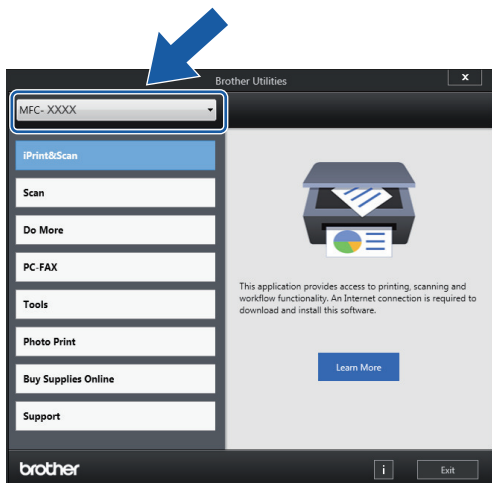 Brother Utilities
x
MFC- XXXX
iPrint&Scan
Scan
Do More
PC-FAX
Tools
Photo Print
Buy Supplies Online
Support
This application provides access to printing, scanning and
workflow functionality. An Internet connection is required to
download and install this software.
Learn More
brother
i
Exit